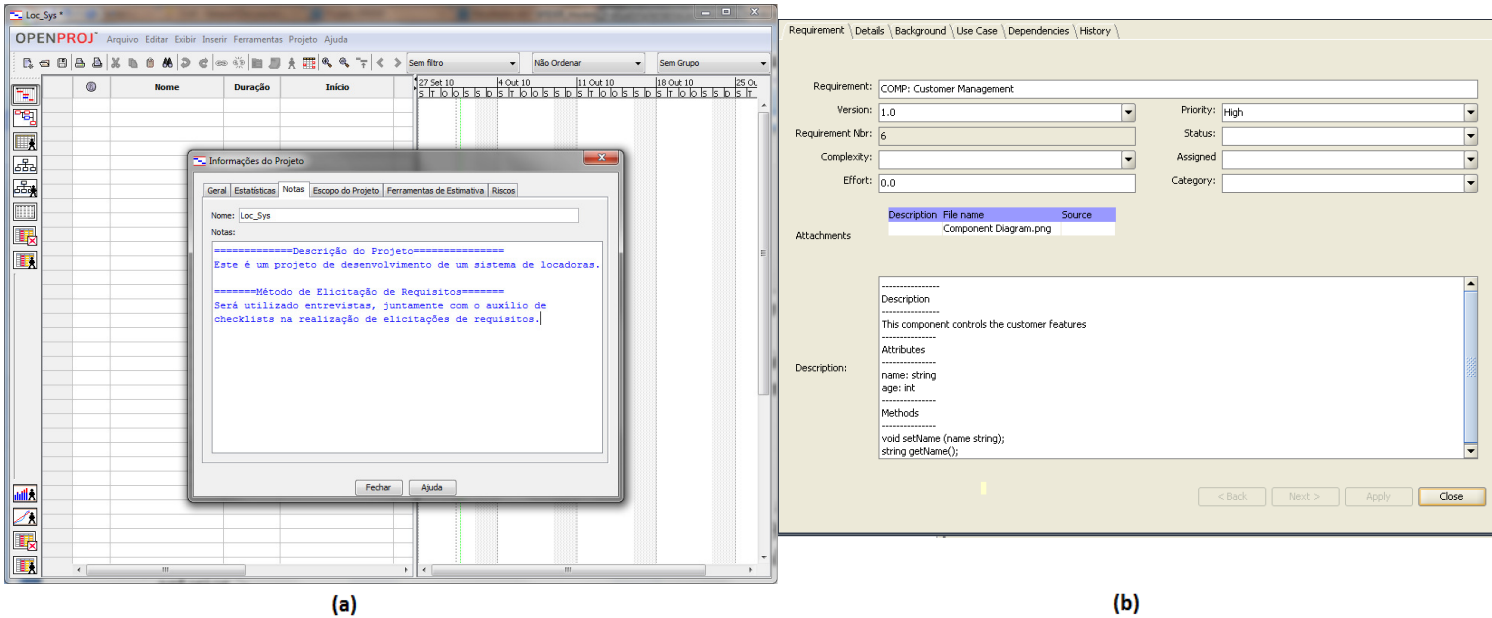 Loc_Sys *
OPENPROJ Arquivo Editar Exibir Inserir Ferramentas Projeto Ajuda
Sem filtro Não Ordenar Sem Grupo
Nome Duração Início
27 Set 10 4 Out 10 11 Out 10 18 Out 10
S T O O S S D S T O O S S D S T O O S S D S T O O S S D S T
Informações do Projeto
Geral Estatísticas Notas Escopo do Projeto Ferramentas de Estimativa Riscos
Nome: Loc_Sys
Notas:
=============Descrição do Projeto===============
Este é um projeto de desenvolvimento de um sistema de locadoras.
=======Método de Elicitação de Requisitos=======
Será utilizado entrevistas, juntamente com o auxílio de
checklists na realização de elicitações de requisitos.
Fechar Ajuda
(a)
Requirement Details Background Use Case Dependencies History
Requirement: COMP: Customer Management
Version: 1.0 Priority: High
Requirement Nbr: 6 Status:
Complexity: Assigned
Effort: 0.0 Category:
Description File name Source
Attachments Component Diagram.png
Description:
---------------
Description
---------------
This component controls the customer features
---------------
Attributes
---------------
name: string
age: int
---------------
Methods
---------------
void setName (name string);
string getName();
< Back Next > Apply Close
(b)